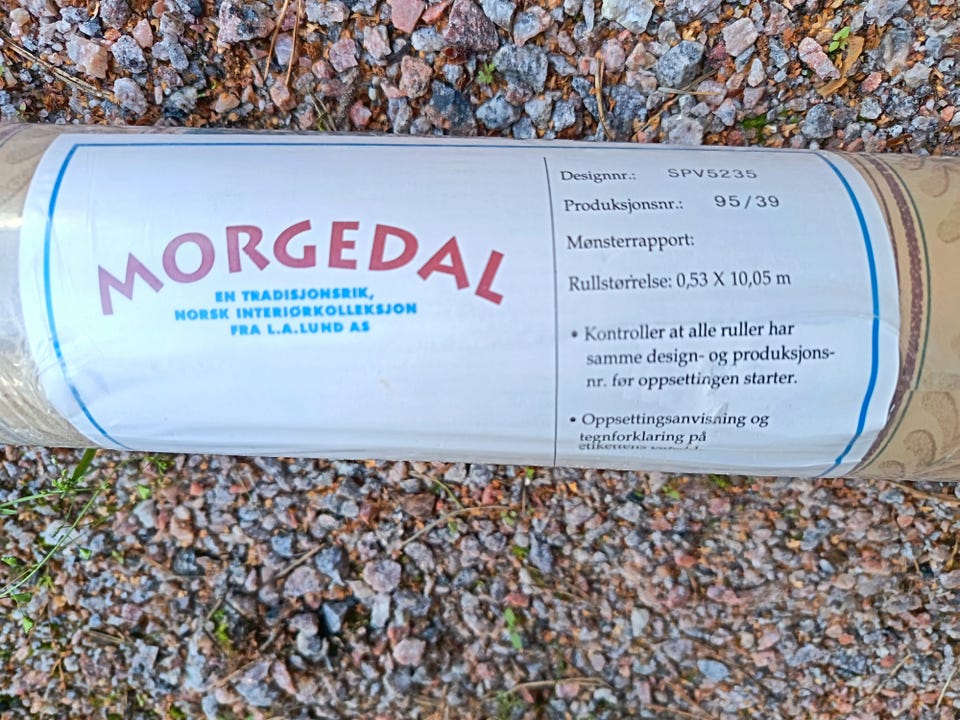 MORGEDAL
EN TRADISJONSRIK,
NORSK INTERIØRKOLLEKSJON
FRA L.A.LUND AS
Designnr.: SPV5235
Produksjonsnr.: 95/39
Mønsterrapport:
Rullstørrelse: 0,53 X 10,05 m
• Kontroller at alle ruller har
samme design- og produksjons-
nr. før oppsettingen starter.
• Oppsettingsanvisning og
tegnforklaring på
etikettens